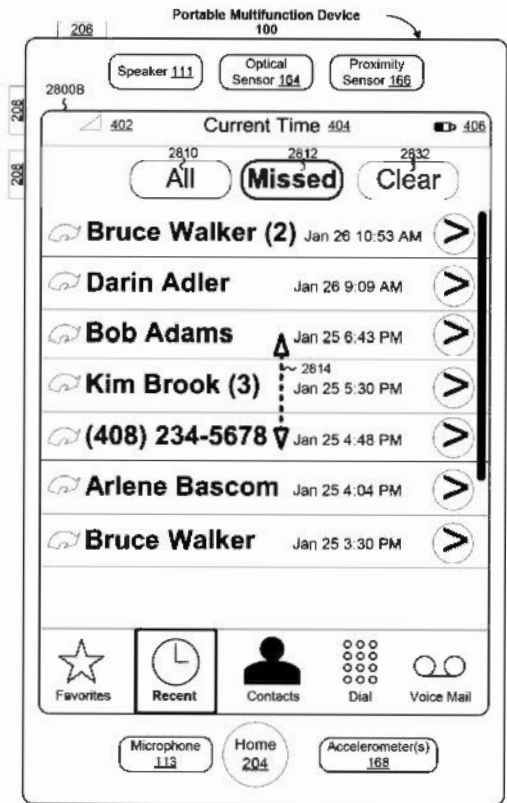 Portable Multifunction Device
100
206
Speaker 111
Optical
Sensor 164
Proximity
Sensor 166
2800B
208
208
402
Current Time 404
406
2810
2812
2832
All
Missed
Clear
Bruce Walker (2) Jan 26 10:53 AM >
Darin Adler Jan 26 9:09 AM >
Bob Adams Jan 25 6:43 PM >
2814
Kim Brook (3) Jan 25 5:30 PM >
(408) 234-5678 Jan 25 4:48 PM >
Arlene Bascom Jan 25 4:04 PM >
Bruce Walker Jan 25 3:30 PM >
Favorites
Recent
Contacts
Dial
Voice Mail
Microphone
113
Home
204
Accelerometer(s)
168